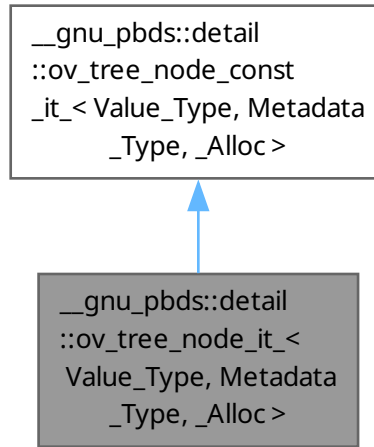 __gnu_pbds::detail
::ov_tree_node_const
_it_< Value_Type, Metadata
_Type, _Alloc >
__gnu_pbds::detail
::ov_tree_node_it_<
Value_Type, Metadata
_Type, _Alloc >